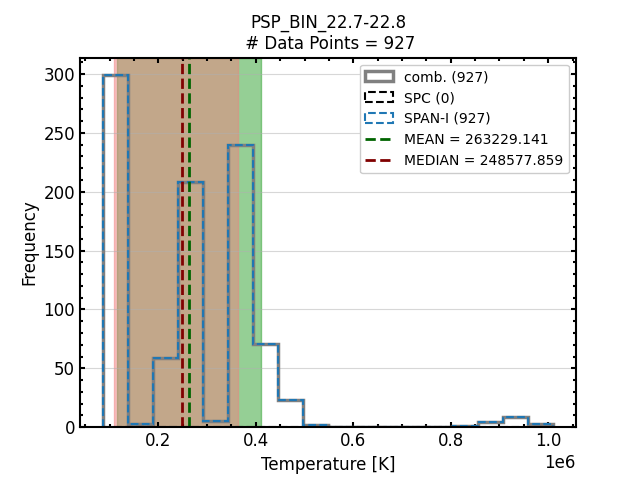 PSP_BIN_22.7-22.8
# Data Points = 927
comb. (927)
SPC (0)
SPAN-I (927)
MEAN = 263229.141
MEDIAN = 248577.859
Frequency
300
250
200
150
100
50
0
0.2 0.4 0.6 0.8 1.0
1e6
Temperature [K]